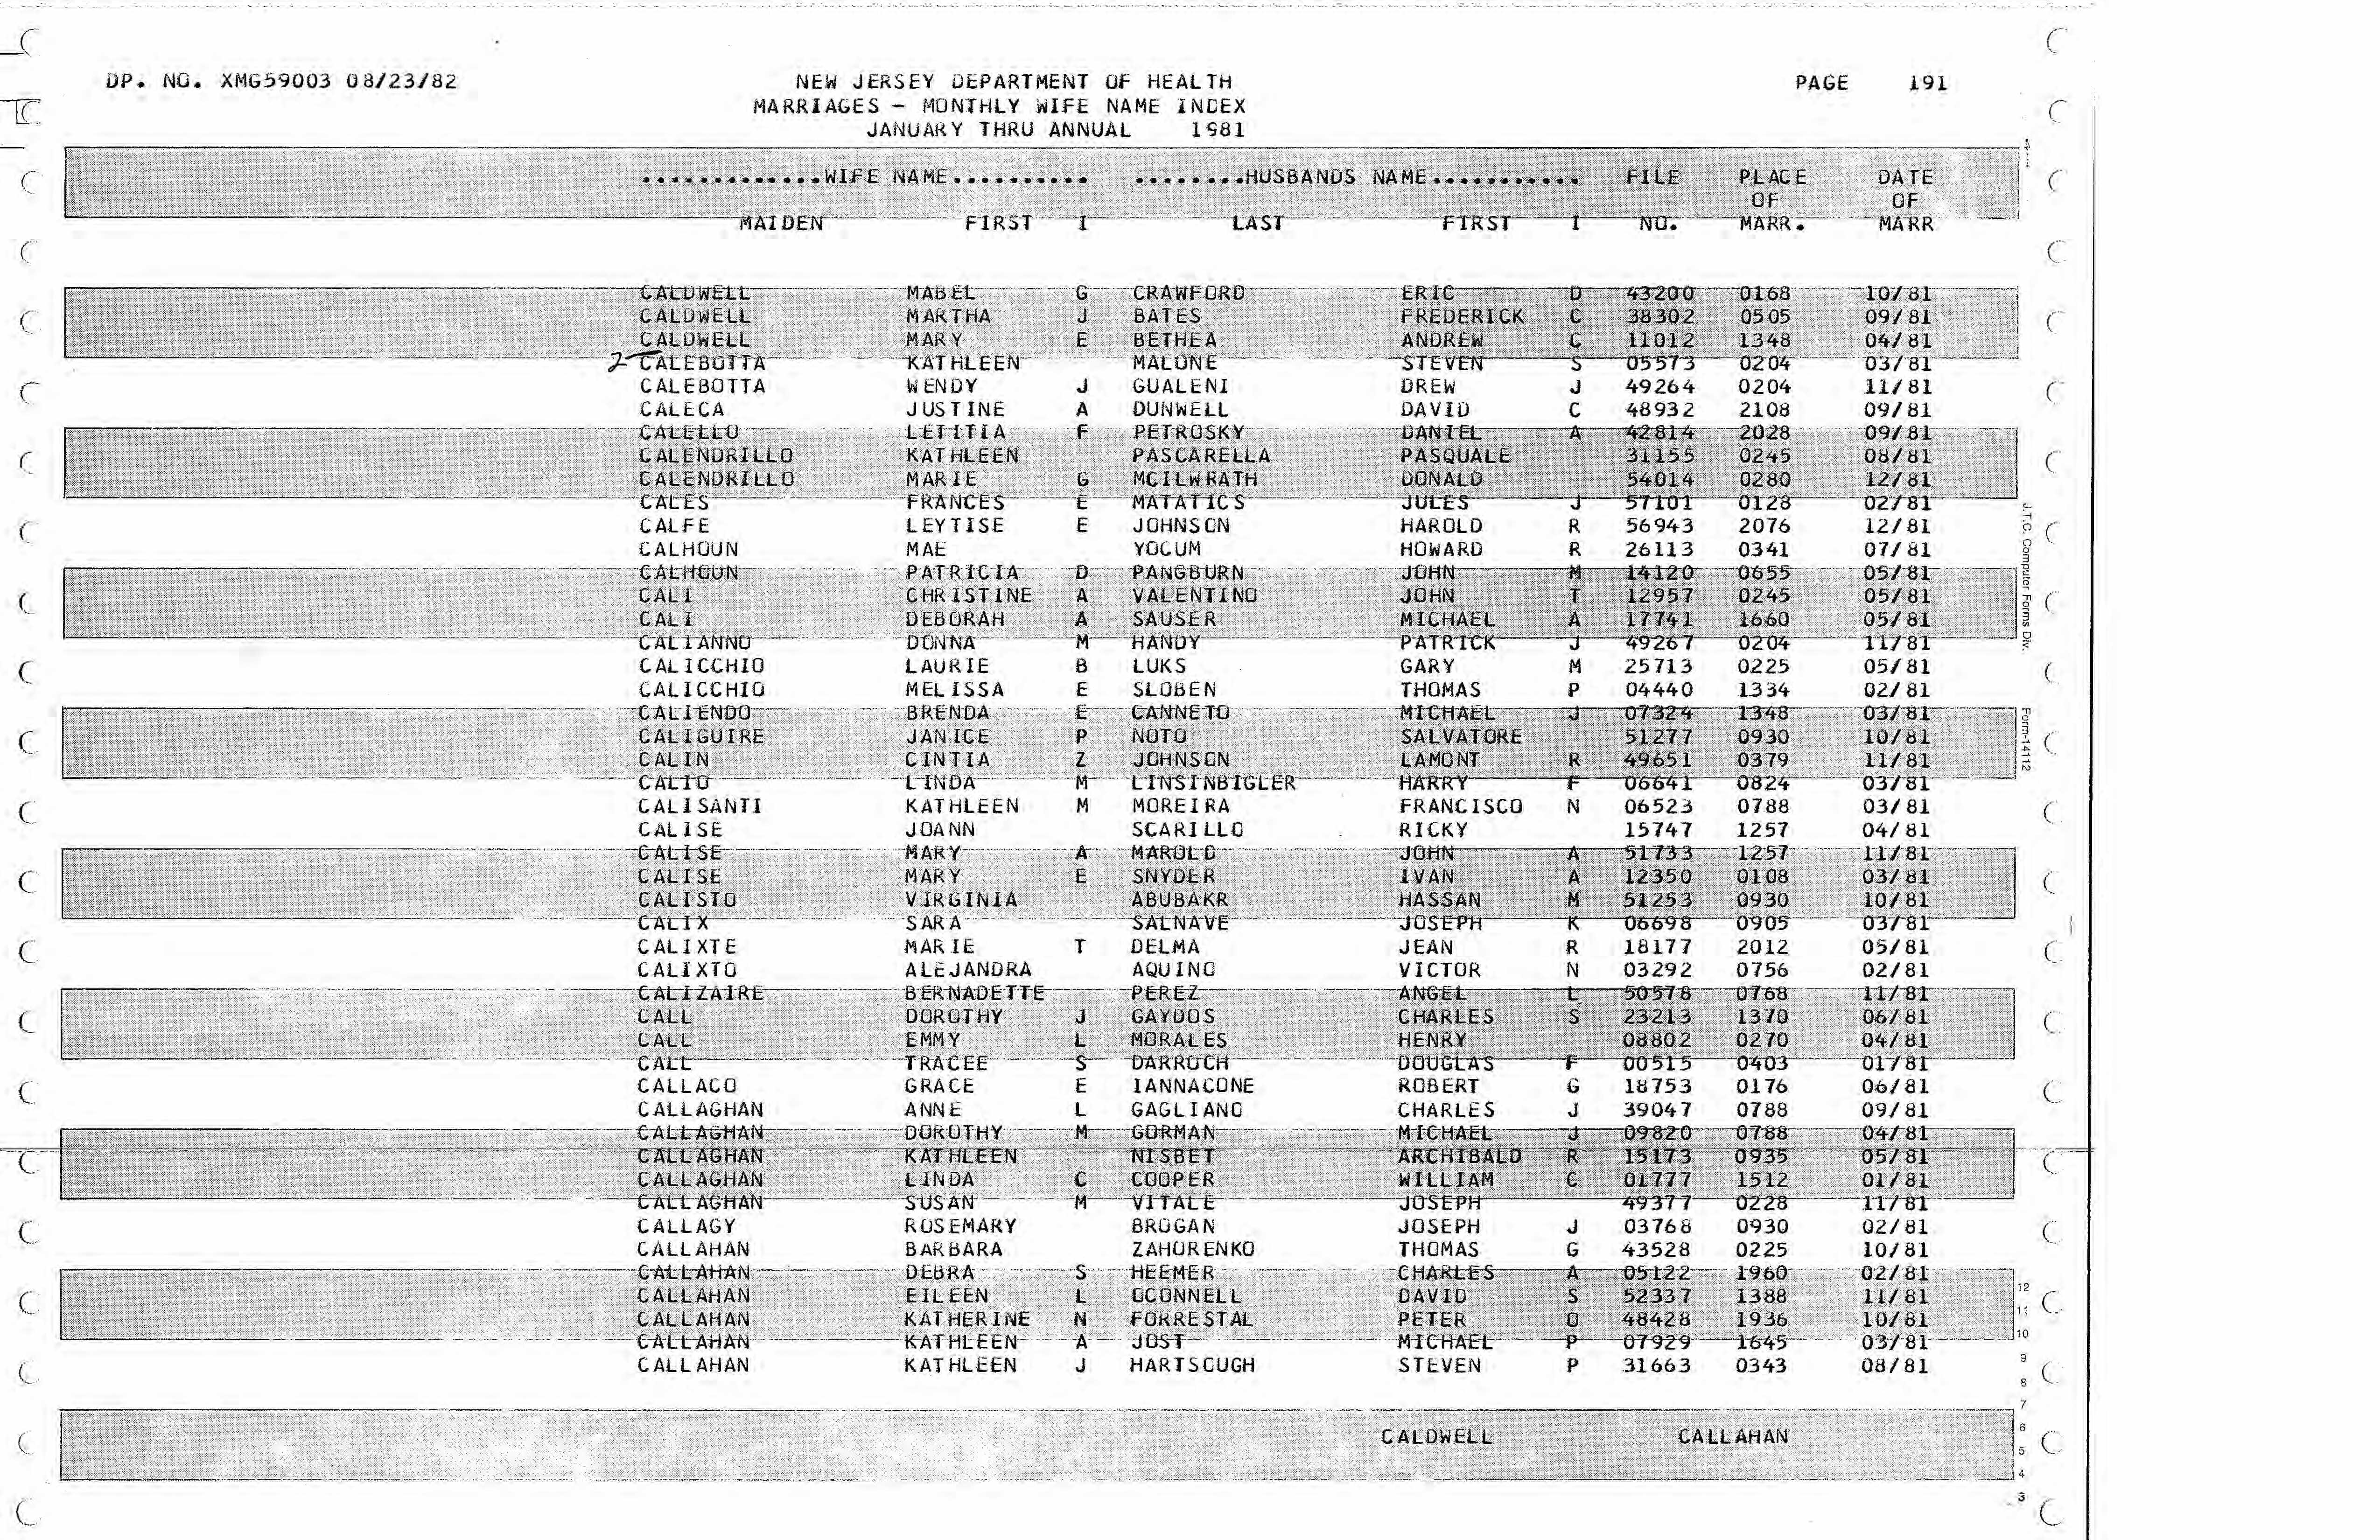 DP. NO. XMG59003 08/23/82 NEW JERSEY DEPARTMENT OF HEALTH PAGE 191
MARRIAGES - MONTHLY WIFE NAME INDEX
JANUARY THRU ANNUAL 1981
..............WIFE NAME........... .........HUSBANDS NAME............ FILE PLACE DATE
OF OF
MAIDEN FIRST I LAST FIRST I NO. MARR. MARR
CALDWELL MABEL G CRAWFORD ERIC D 43200 0168 10/81
CALDWELL MARTHA J BATES FREDERICK C 38302 0505 09/81
CALDWELL MARY E BETHEA ANDREW C 11012 1348 04/81
2 CALEBOTTA KATHLEEN MALONE STEVEN S 05573 0204 03/81
CALEBOTTA WENDY J GUALENI DREW J 49264 0204 11/81
CALECA JUSTINE A DUNWELL DAVID C 48932 2108 09/81
CALELLO LETITIA F PETROSKY DANIEL A 42814 2028 09/81
CALENDRILLO KATHLEEN PASCARELLA PASQUALE 31155 0245 08/81
CALENDRILLO MARIE G MCILWRATH DONALD 54014 0280 12/81
CALES FRANCES E MATATICS JULES J 57101 0128 02/81
CALFE LEYTISE E JOHNSON HAROLD R 56943 2076 12/81
CALHOUN MAE YOCUM HOWARD R 26113 0341 07/81
CALHOUN PATRICIA D PANGBURN JOHN M 14120 0655 05/81
CALI CHRISTINE A VALENTINO JOHN T 12957 0245 05/81
CALI DEBORAH A SAUSER MICHAEL A 17741 1660 05/81
CALIANNO DONNA M HANDY PATRICK J 49267 0204 11/81
CALICCHIO LAURIE B LUKS GARY M 25713 0225 05/81
CALICCHIO MELISSA E SLOBEN THOMAS P 04440 1334 02/81
CALIENDO BRENDA E CANNETO MICHAEL J 07324 1348 03/81
CALIGUIRE JANICE P NOTO SALVATORE 51277 0930 10/81
CALIN CINTIA Z JOHNSON LAMONT R 49651 0379 11/81
CALIO LINDA M LINSINBIGLER HARRY F 06641 0824 03/81
CALISANTI KATHLEEN M MOREIRA FRANCISCO N 06523 0788 03/81
CALISE JOANN SCARILLO RICKY 15747 1257 04/81
CALISE MARY A MAROLD JOHN A 51733 1257 11/81
CALISE MARY E SNYDER IVAN A 12350 0108 03/81
CALISTO VIRGINIA ABUBAKR HASSAN M 51253 0930 10/81
CALIX SARA SALNAVE JOSEPH K 06698 0905 03/81
CALIXTE MARIE T DELMA JEAN R 18177 2012 05/81
CALIXTO ALEJANDRA AQUINO VICTOR N 03292 0756 02/81
CALIZAIRE BERNADETTE PEREZ ANGEL L 50578 0768 11/81
CALL DOROTHY J GAYDOS CHARLES S 23213 1370 06/81
CALL EMMY L MORALES HENRY 08802 0270 04/81
CALL TRACEE S DARROCH DOUGLAS F 00515 0403 01/81
CALLACO GRACE E IANNACONE ROBERT G 18753 0176 06/81
CALLAGHAN ANNE L GAGLIANO CHARLES J 39047 0788 09/81
CALLAGHAN DOROTHY M GORMAN MICHAEL J 09820 0788 04/81
CALLAGHAN KATHLEEN NISBET ARCHIBALD R 15173 0935 05/81
CALLAGHAN LINDA C COOPER WILLIAM C 01777 1512 01/81
CALLAGHAN SUSAN M VITALE JOSEPH 49377 0228 11/81
CALLAGY ROSEMARY BROGAN JOSEPH J 03768 0930 02/81
CALLAHAN BARBARA ZAHORENKO THOMAS G 43528 0225 10/81
CALLAHAN DEBRA S HEEMER CHARLES A 05122 1960 02/81
CALLAHAN EILEEN L OCONNELL DAVID S 52337 1388 11/81
CALLAHAN KATHERINE N FORRESTAL PETER O 48428 1936 10/81
CALLAHAN KATHLEEN A JOST MICHAEL P 07929 1645 03/81
CALLAHAN KATHLEEN J HARTSOUGH STEVEN P 31663 0343 08/81
CALDWELL CALLAHAN
J.T.C. Computer Forms Div. Form-14112
12
11
10
9
8
7
6
5
4
3